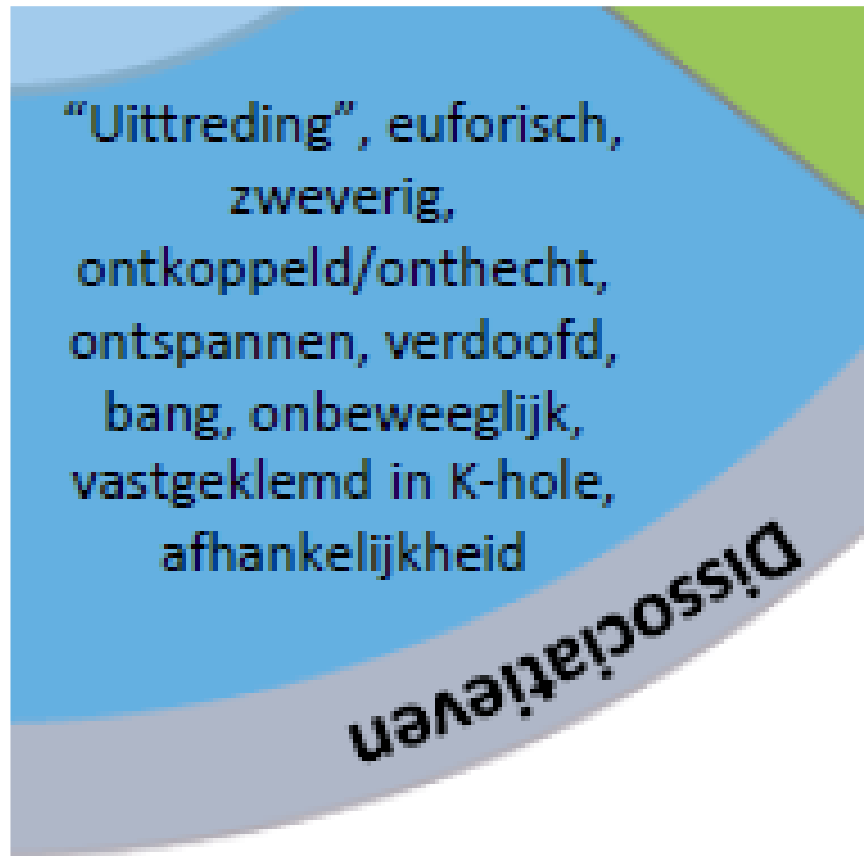 “Uittreding”, euforisch,
zweverig,
ontkoppeld/onthecht,
ontspannen, verdoofd,
bang, onbeweeglijk,
vastgeklemd in K-hole,
afhankelijkheid
Dissociatieven